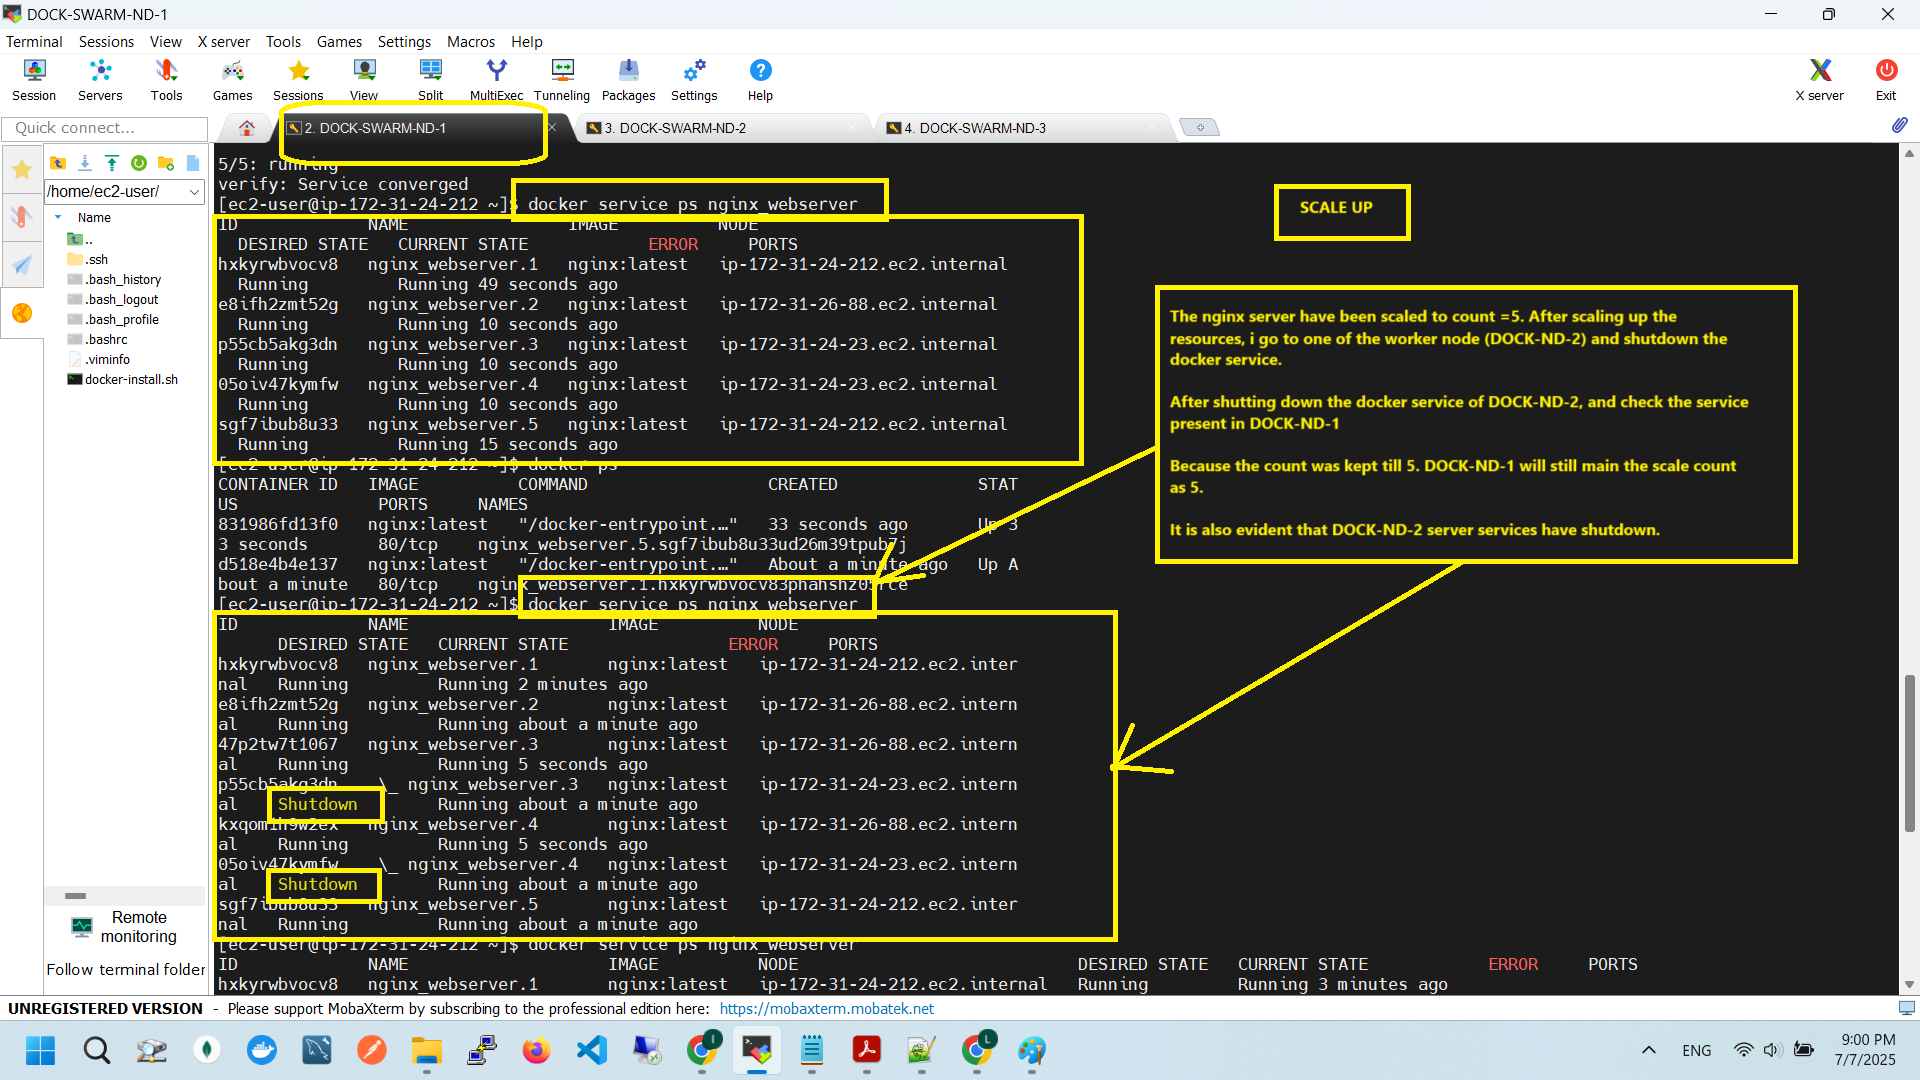 DOCK-SWARM-ND-1
Terminal Sessions View X server Tools Games Settings Macros Help
Session Servers Tools Games Sessions View Split MultiExec Tunneling Packages Settings Help X server Exit
Quick connect...
2. DOCK-SWARM-ND-1 3. DOCK-SWARM-ND-2 4. DOCK-SWARM-ND-3
/home/ec2-user/
Name
..
.ssh
.bash_history
.bash_logout
.bash_profile
.bashrc
.viminfo
docker-install.sh
Remote
monitoring
Follow terminal folder
5/5: running
verify: Service converged
[ec2-user@ip-172-31-24-212 ~]$ docker service ps nginx_webserver
ID NAME IMAGE NODE
DESIRED STATE CURRENT STATE ERROR PORTS
hxkyrwbvocv8 nginx_webserver.1 nginx:latest ip-172-31-24-212.ec2.internal
Running Running 49 seconds ago
e8ifh2zmt52g nginx_webserver.2 nginx:latest ip-172-31-26-88.ec2.internal
Running Running 10 seconds ago
p55cb5akg3dn nginx_webserver.3 nginx:latest ip-172-31-24-23.ec2.internal
Running Running 10 seconds ago
05oiv47kymfw nginx_webserver.4 nginx:latest ip-172-31-24-23.ec2.internal
Running Running 10 seconds ago
sgf7ibub8u33 nginx_webserver.5 nginx:latest ip-172-31-24-212.ec2.internal
Running Running 15 seconds ago
[ec2-user@ip-172-31-24-212 ~]$ docker ps
CONTAINER ID IMAGE COMMAND CREATED STAT
US PORTS NAMES
831986fd13f0 nginx:latest "/docker-entrypoint.…" 33 seconds ago Up 3
3 seconds 80/tcp nginx_webserver.5.sgf7ibub8u33ud26m39tpub7j
d518e4b4e137 nginx:latest "/docker-entrypoint.…" About a minute ago Up A
bout a minute 80/tcp
[ec2-user@ip-172-31-24-212 ~]$ docker service ps nginx_webserver
ID NAME IMAGE NODE
DESIRED STATE CURRENT STATE ERROR PORTS
hxkyrwbvocv8 nginx_webserver.1 nginx:latest ip-172-31-24-212.ec2.inter
nal Running Running 2 minutes ago
e8ifh2zmt52g nginx_webserver.2 nginx:latest ip-172-31-26-88.ec2.intern
al Running Running about a minute ago
47p2tw7t1067 nginx_webserver.3 nginx:latest ip-172-31-26-88.ec2.intern
al Running Running 5 seconds ago
p55cb5akg3dn \_ nginx_webserver.3 nginx:latest ip-172-31-24-23.ec2.intern
al Shutdown Running about a minute ago
kxqom1h9w2ex nginx_webserver.4 nginx:latest ip-172-31-26-88.ec2.intern
al Running Running 5 seconds ago
05oiv47kymfw \_ nginx_webserver.4 nginx:latest ip-172-31-24-23.ec2.intern
al Shutdown Running about a minute ago
sgf7ibub8u33 nginx_webserver.5 nginx:latest ip-172-31-24-212.ec2.inter
nal Running Running about a minute ago
[ec2-user@ip-172-31-24-212 ~]$ docker service ps nginx_webserver
ID NAME IMAGE NODE DESIRED STATE CURRENT STATE ERROR PORTS
hxkyrwbvocv8 nginx_webserver.1 nginx:latest ip-172-31-24-212.ec2.internal Running Running 3 minutes ago
SCALE UP
The nginx server have been scaled to count =5. After scaling up the
resources, i go to one of the worker node (DOCK-ND-2) and shutdown the
docker service.
After shutting down the docker service of DOCK-ND-2, and check the service
present in DOCK-ND-1
Because the count was kept till 5. DOCK-ND-1 will still main the scale count
as 5.
It is also evident that DOCK-ND-2 server services have shutdown.
UNREGISTERED VERSION - Please support MobaXterm by subscribing to the professional edition here: https://mobaxterm.mobatek.net
I
L
ENG
9:00 PM
7/7/2025